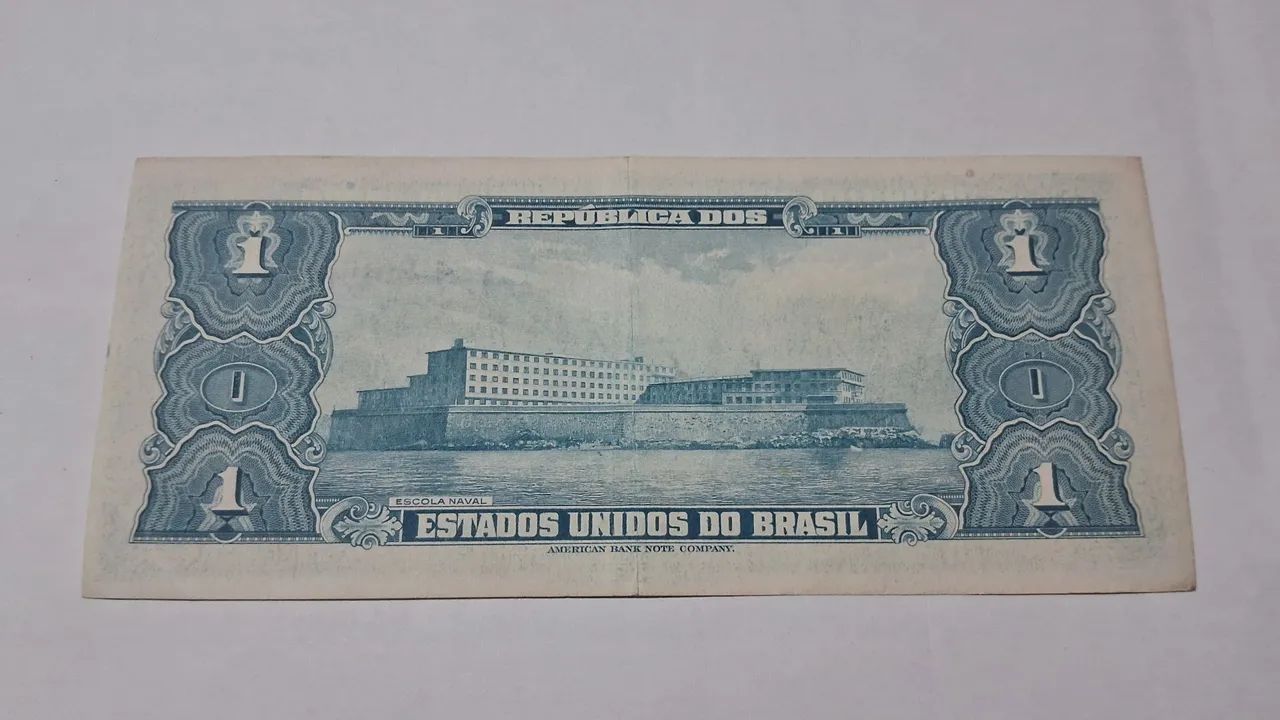 REPÚBLICA DOS
1 1
1 1
1 1
1 1
ESCOLA NAVAL
ESTADOS UNIDOS DO BRASIL
AMERICAN BANK NOTE COMPANY.